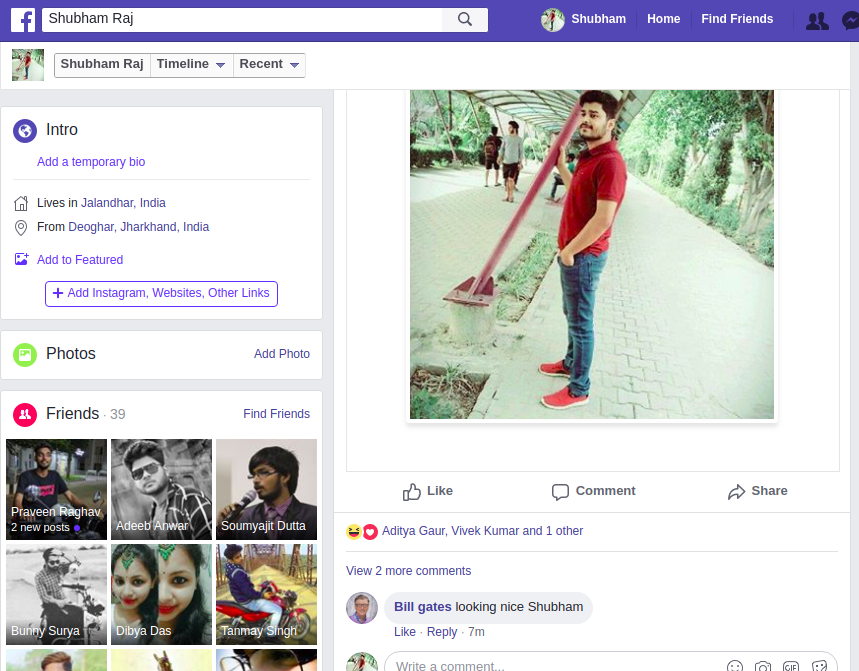 Shubham Raj
Shubham
Home
Find Friends
Shubham Raj
Timeline
Recent
Intro
Add a temporary bio
Lives in Jalandhar, India
From Deoghar, Jharkhand, India
Add to Featured
+ Add Instagram, Websites, Other Links
Photos
Add Photo
Friends · 39
Find Friends
Praveen Raghav
2 new posts
Adeeb Anwar
Soumyajit Dutta
Bunny Surya
Dibya Das
Tanmay Singh
Like
Comment
Share
Aditya Gaur, Vivek Kumar and 1 other
View 2 more comments
Bill gates looking nice Shubham
Like · Reply · 7m
Write a comment...
GIF